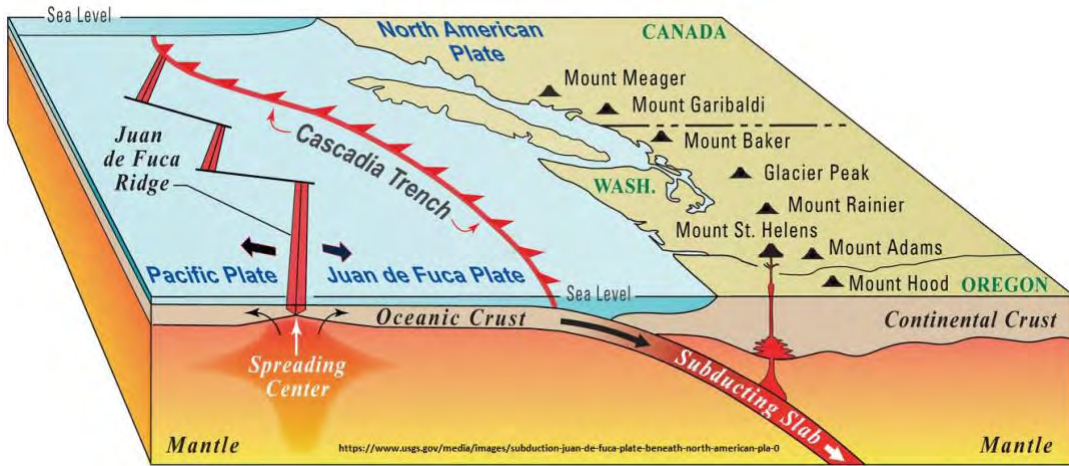 Sea Level
North American
Plate
CANADA
Mount Meager
Mount Garibaldi
Mount Baker
Juan
de Fuca
Ridge
Cascadia Trench
Glacier Peak
WASH.
Mount Rainier
Mount St. Helens
Mount Adams
Pacific Plate
Juan de Fuca Plate
Mount Hood
OREGON
Sea Level
Oceanic Crust
Continental Crust
Spreading
Center
Subducting Slab
Mantle
https://www.usgs.gov/media/images/subduction-juan-de-fuca-plate-beneath-north-american-pla-0
Mantle